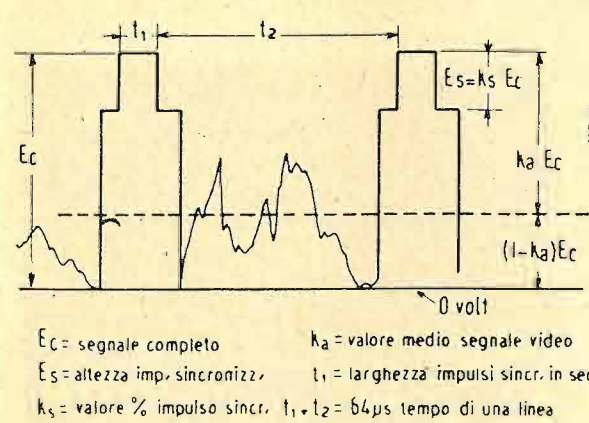 t₁
t₂
Es=Ks Ec
Ec
Ka Ec
(1-Ka)Ec
0 volt
Ec = segnale completo
Ka = valore medio segnale video
Es = altezza imp. sincronizz.
t₁ = larghezza impulsi sincr. in sec
Ks = valore % impulso sincr.
t₁ + t₂ = 64µs tempo di una linea